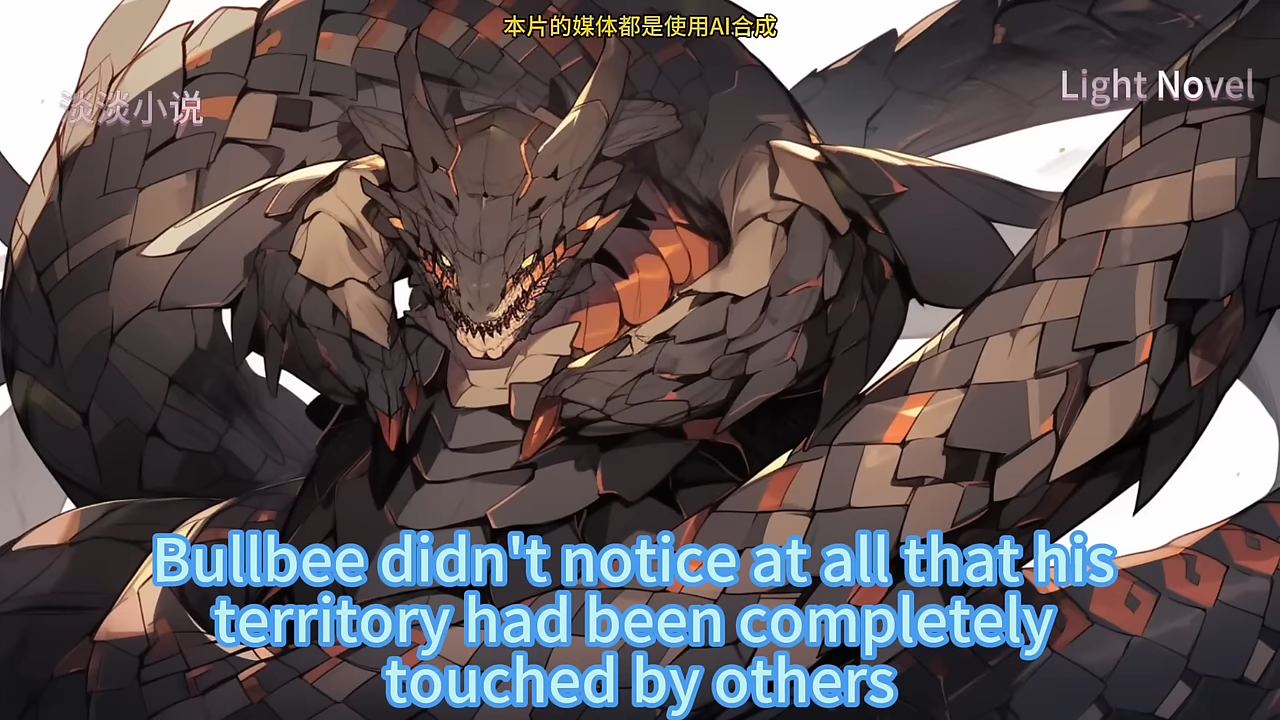 本片的媒体都是使用AI合成
淡淡小说
Light Novel
Bullbee didn't notice at all that his
territory had been completely
touched by others